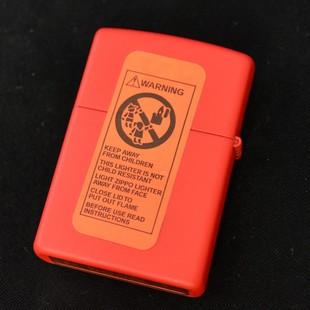 WARNING
KEEP AWAY
FROM CHILDREN
THIS LIGHTER IS NOT
CHILD RESISTANT
LIGHT ZIPPO LIGHTER
AWAY FROM FACE
CLOSE LID TO
PUT OUT FLAME
BEFORE USE READ
INSTRUCTIONS